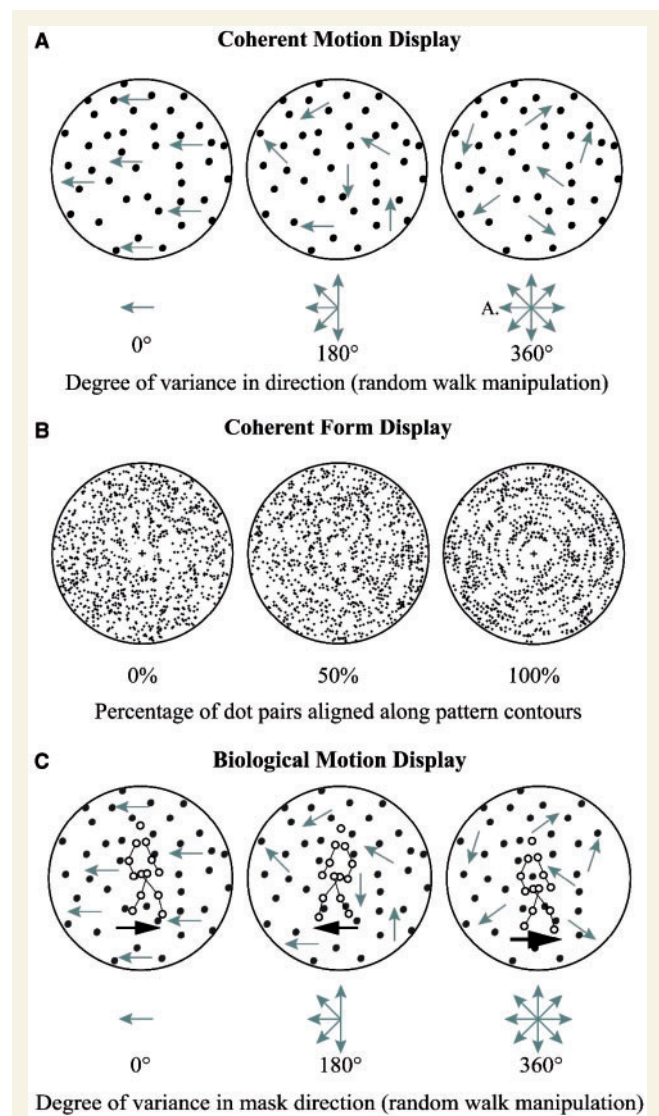 A Coherent Motion Display
A.
0° 180° 360°
Degree of variance in direction (random walk manipulation)
B Coherent Form Display
0% 50% 100%
Percentage of dot pairs aligned along pattern contours
C Biological Motion Display
0° 180° 360°
Degree of variance in mask direction (random walk manipulation)